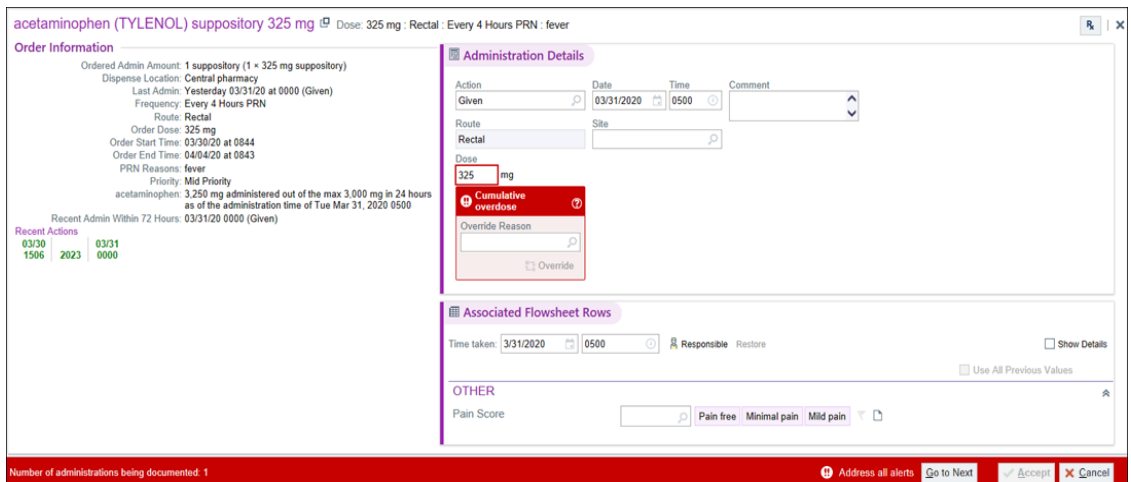 acetaminophen (TYLENOL) suppository 325 mg Dose: 325 mg : Rectal : Every 4 Hours PRN : fever
Order Information
Ordered Admin Amount: 1 suppository (1 × 325 mg suppository)
Dispense Location: Central pharmacy
Last Admin: Yesterday 03/31/20 at 0000 (Given)
Frequency: Every 4 Hours PRN
Route: Rectal
Order Dose: 325 mg
Order Start Time: 03/30/20 at 0844
Order End Time: 04/04/20 at 0843
PRN Reasons: fever
Priority: Mid Priority
acetaminophen: 3,250 mg administered out of the max 3,000 mg in 24 hours
as of the administration time of Tue Mar 31, 2020 0500
Recent Admin Within 72 Hours: 03/31/20 0000 (Given)
Recent Actions
03/30 03/31
1506 2023 0000
Administration Details
Action Date Time Comment
Given 03/31/2020 0500
Route Site
Rectal
Dose
325 mg
Cumulative
overdose
Override Reason
Override
Associated Flowsheet Rows
Time taken: 3/31/2020 0500 Responsible Restore Show Details
Use All Previous Values
OTHER
Pain Score Pain free Minimal pain Mild pain
Number of administrations being documented: 1 Address all alerts Go to Next Accept Cancel